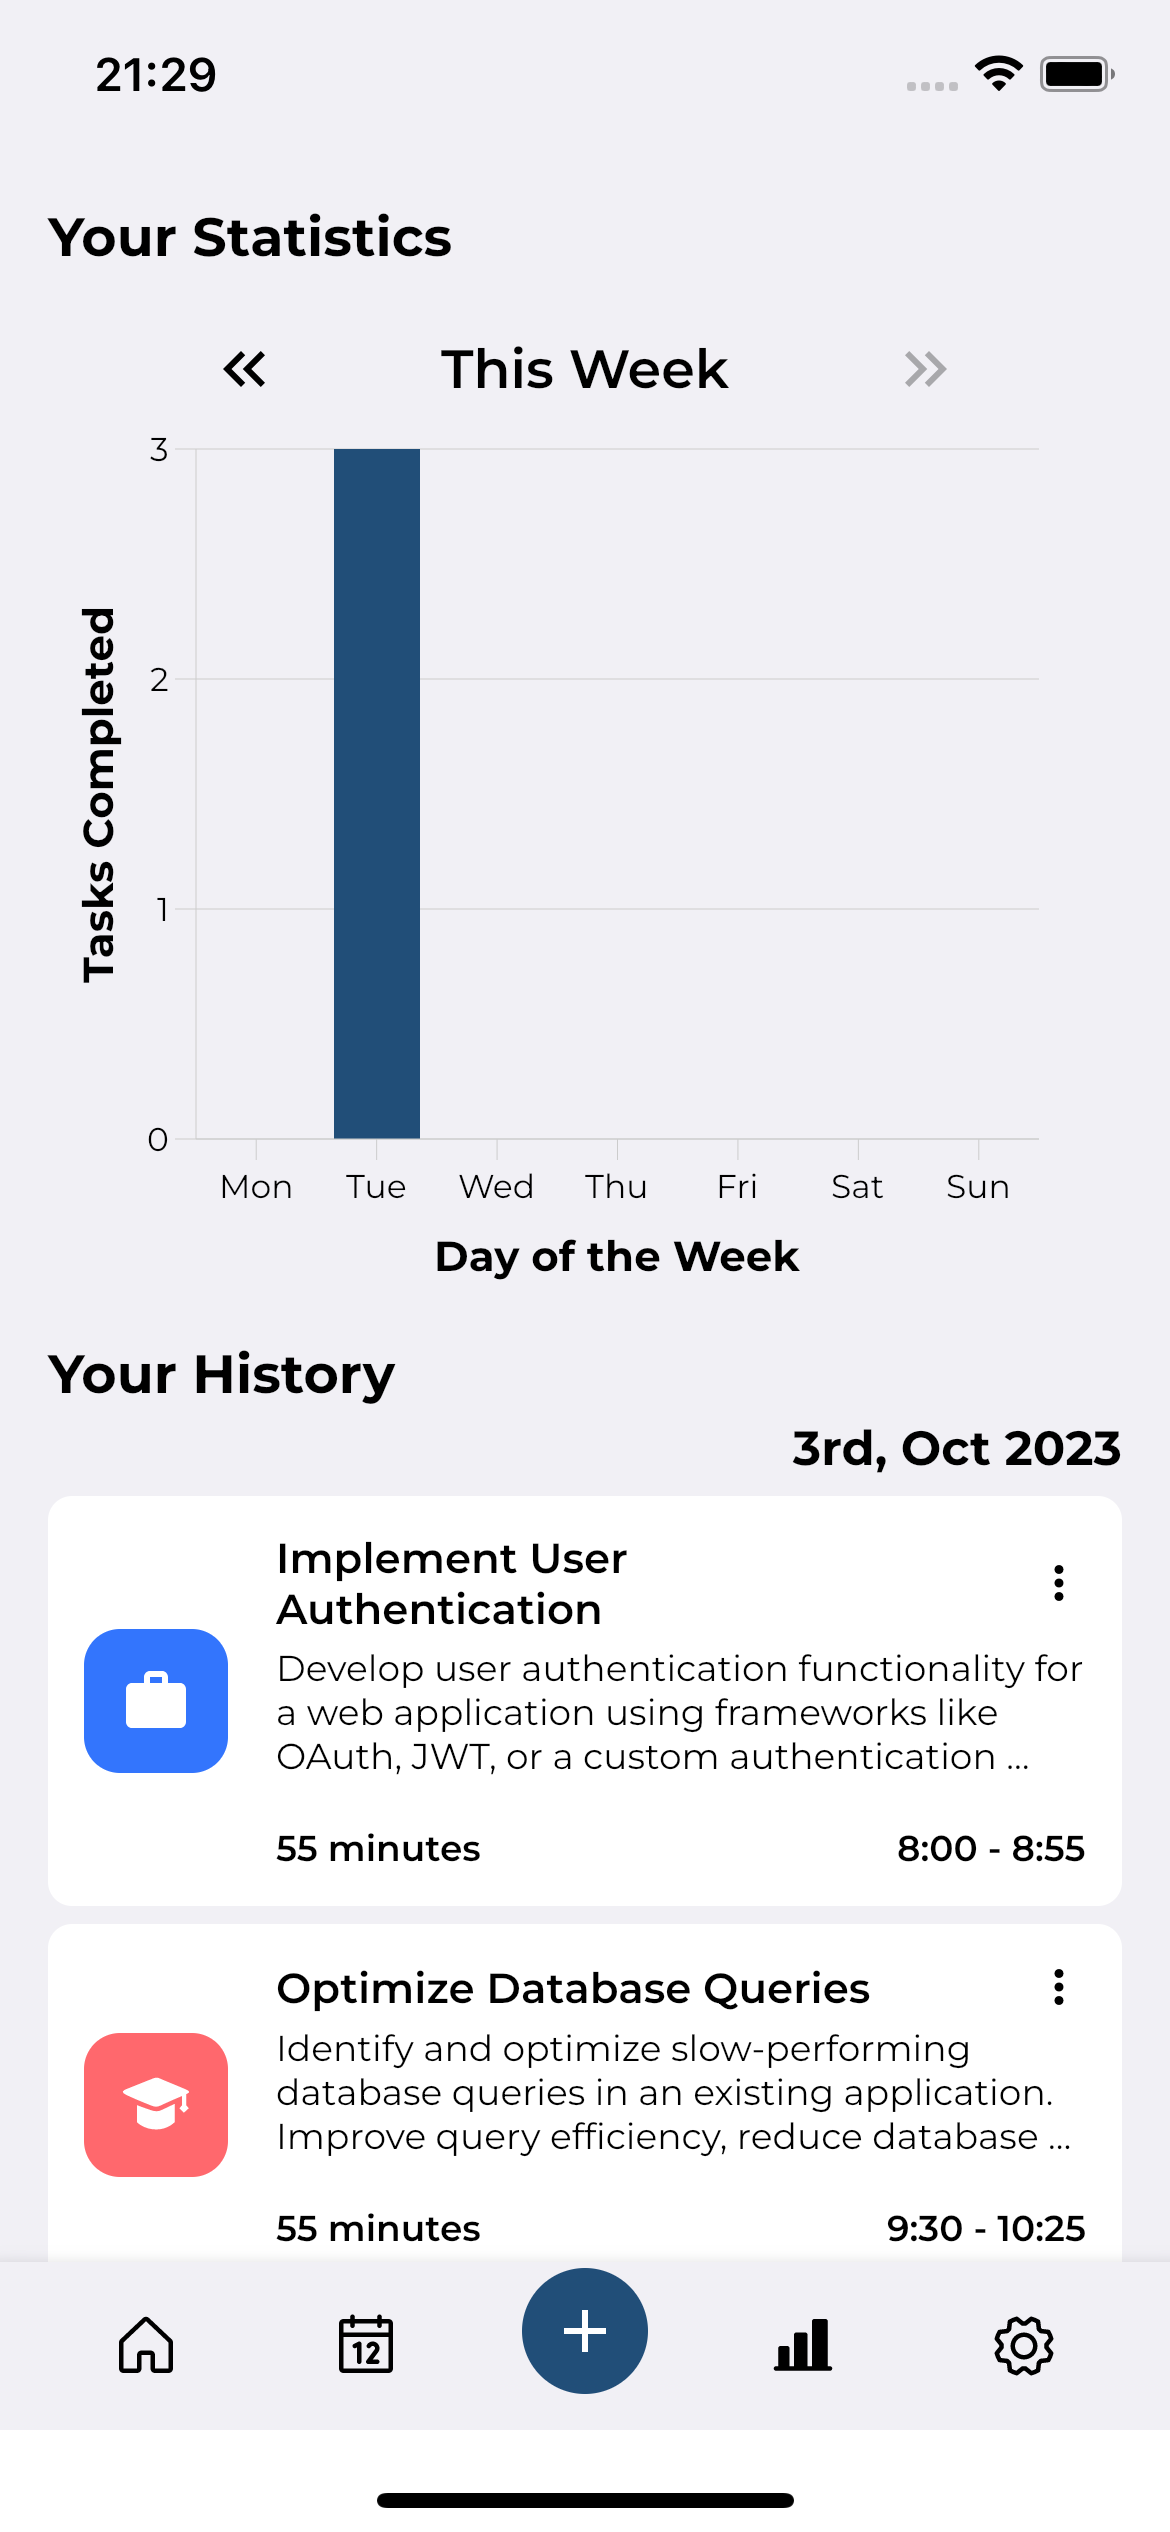 21:29
Your Statistics
This Week
3
2
1
0
Tasks Completed
Mon Tue Wed Thu Fri Sat Sun
Day of the Week
Your History
3rd, Oct 2023
Implement User
Authentication
Develop user authentication functionality for
a web application using frameworks like
OAuth, JWT, or a custom authentication ...
55 minutes 8:00 - 8:55
Optimize Database Queries
Identify and optimize slow-performing
database queries in an existing application.
Improve query efficiency, reduce database ...
55 minutes 9:30 - 10:25
12